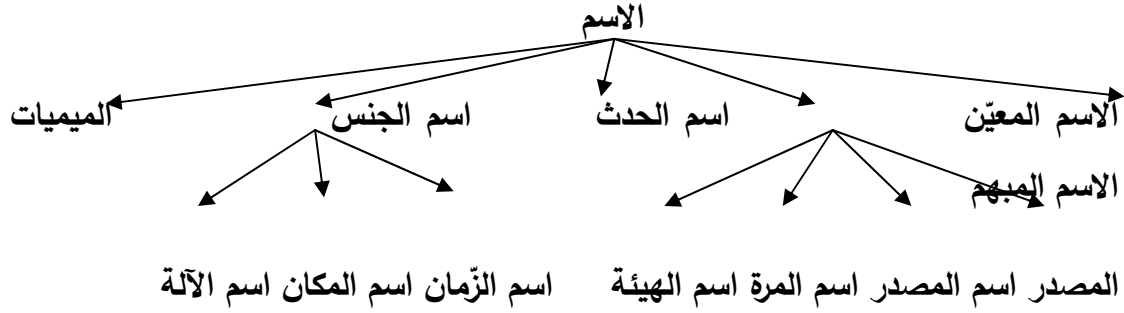 الاسم
الاسم المعيّن اسم الحدث اسم الجنس الميميات
الاسم المبهم
المصدر اسم المصدر اسم المرة اسم الهيئة اسم الزّمان اسم المكان اسم الآلة